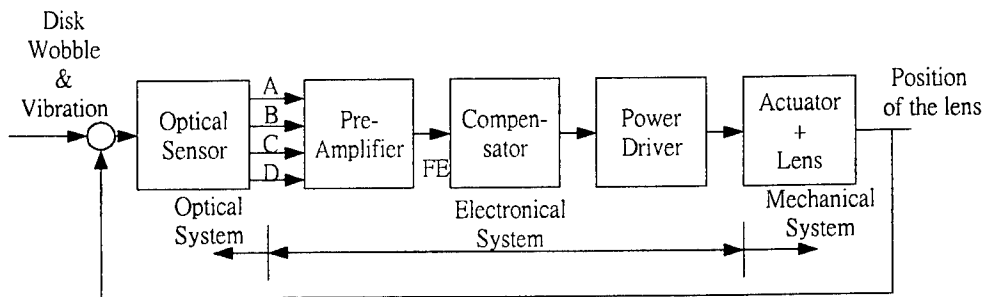 Disk
Wobble
&
Vibration
Optical
Sensor
A
B
C
D
Pre-
Amplifier
FE
Compen-
sator
Power
Driver
Actuator
+
Lens
Position
of the lens
Optical
System
Electronical
System
Mechanical
System